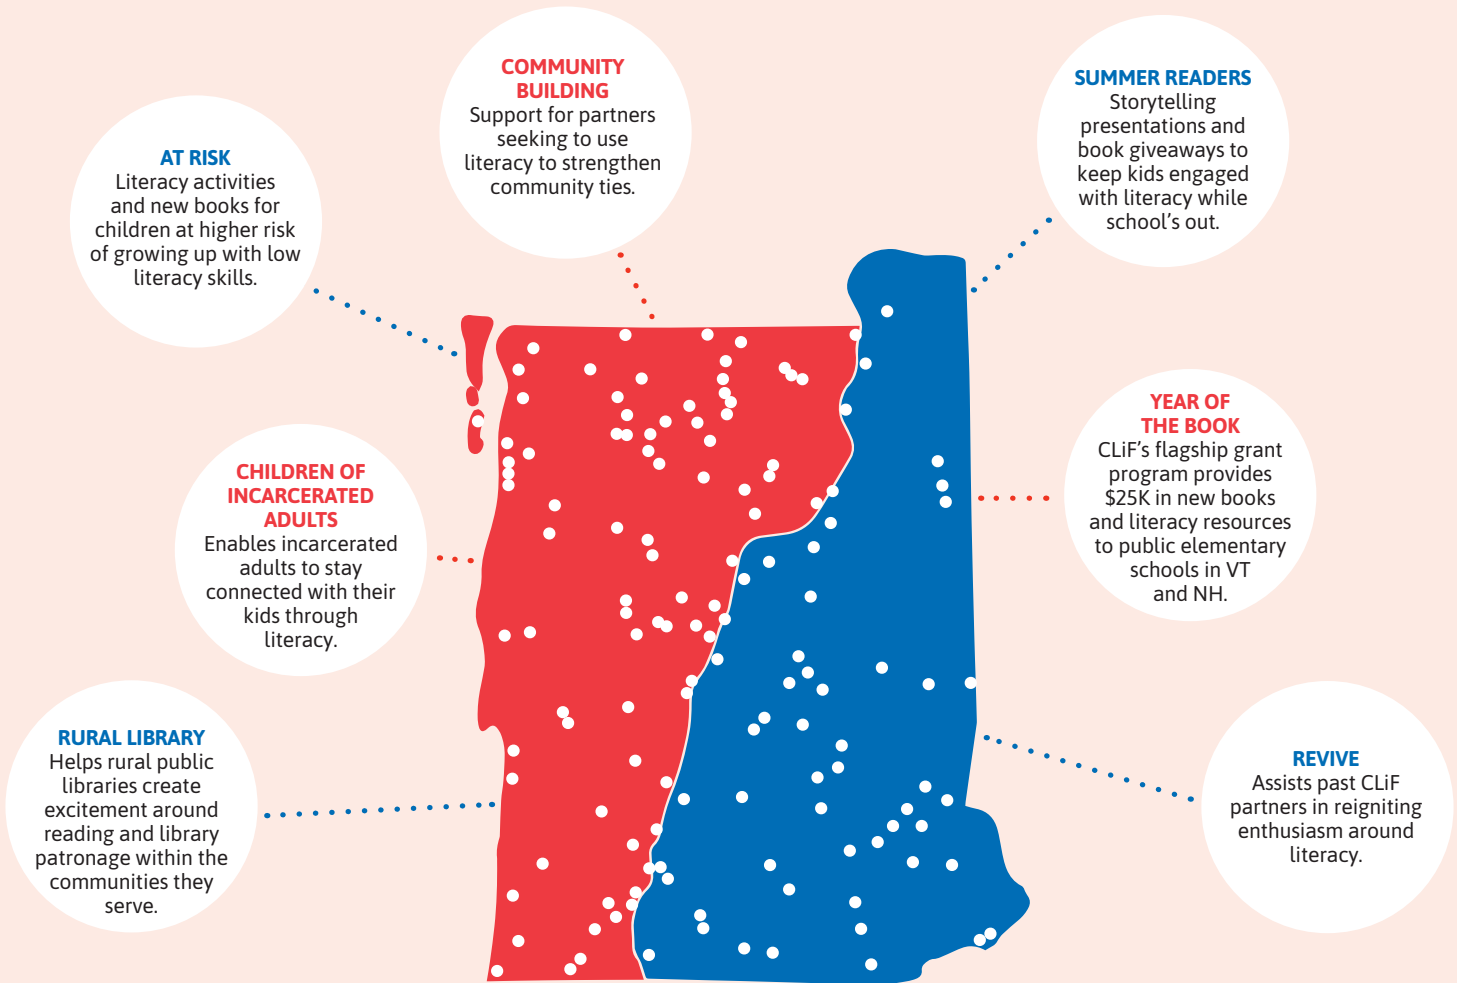 COMMUNITY
BUILDING
Support for partners
seeking to use
literacy to strengthen
community ties.
SUMMER READERS
Storytelling
presentations and
book giveaways to
keep kids engaged
with literacy while
school’s out.
AT RISK
Literacy activities
and new books for
children at higher risk
of growing up with low
literacy skills.
YEAR OF
THE BOOK
CLiF’s flagship grant
program provides
$25K in new books
and literacy resources
to public elementary
schools in VT
and NH.
CHILDREN OF
INCARCERATED
ADULTS
Enables incarcerated
adults to stay
connected with their
kids through
literacy.
RURAL LIBRARY
Helps rural public
libraries create
excitement around
reading and library
patronage within the
communities they
serve.
REVIVE
Assists past CLiF
partners in reigniting
enthusiasm around
literacy.